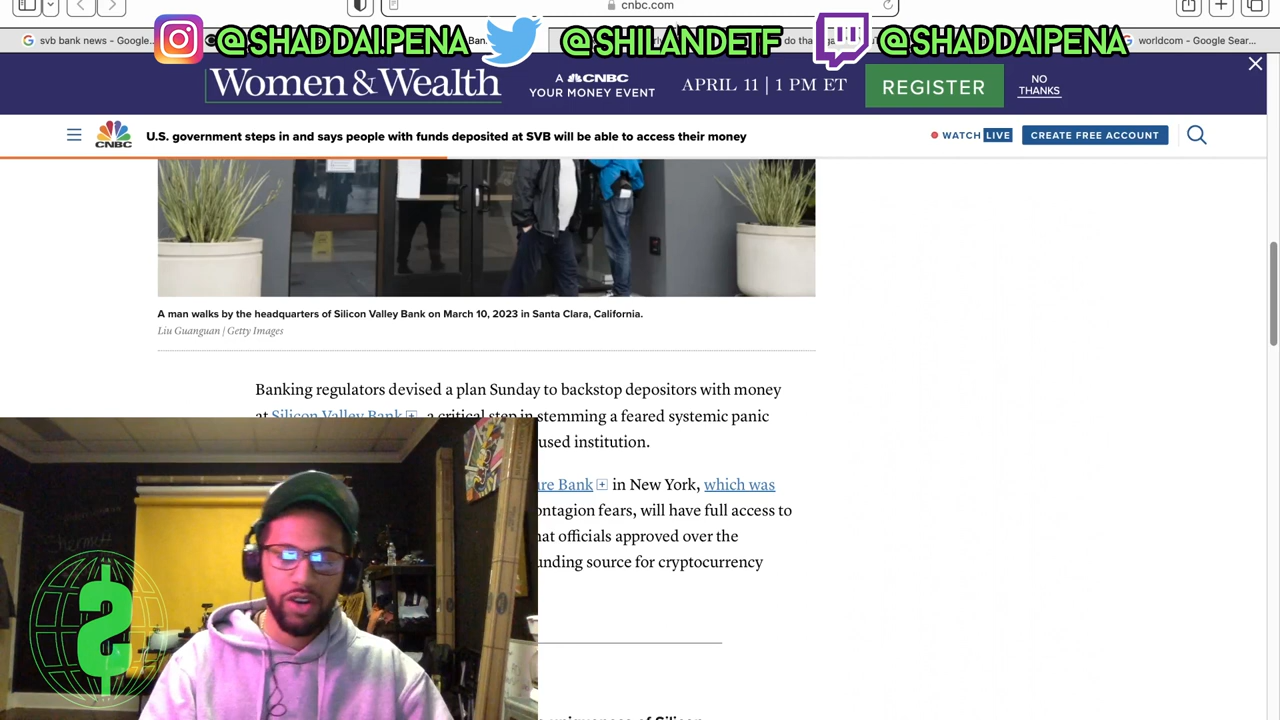 cnbc.com
svb bank news - Google...
@SHADDAI.PENA
Ban
@SHILANDETF
do tha
@SHADDAIPENA
worldcom - Google Sear...
Women & Wealth
A CNBC
YOUR MONEY EVENT
APRIL 11 | 1 PM ET
REGISTER
NO
THANKS
CNBC
U.S. government steps in and says people with funds deposited at SVB will be able to access their money
WATCH LIVE
CREATE FREE ACCOUNT
A man walks by the headquarters of Silicon Valley Bank on March 10, 2023 in Santa Clara, California.
Liu Guanguan | Getty Images
Banking regulators devised a plan Sunday to backstop depositors with money
at Silicon Valley Bank, a critical step in stemming a feared systemic panic
used institution.
re Bank in New York, which was
ontagion fears, will have full access to
hat officials approved over the
unding source for cryptocurrency